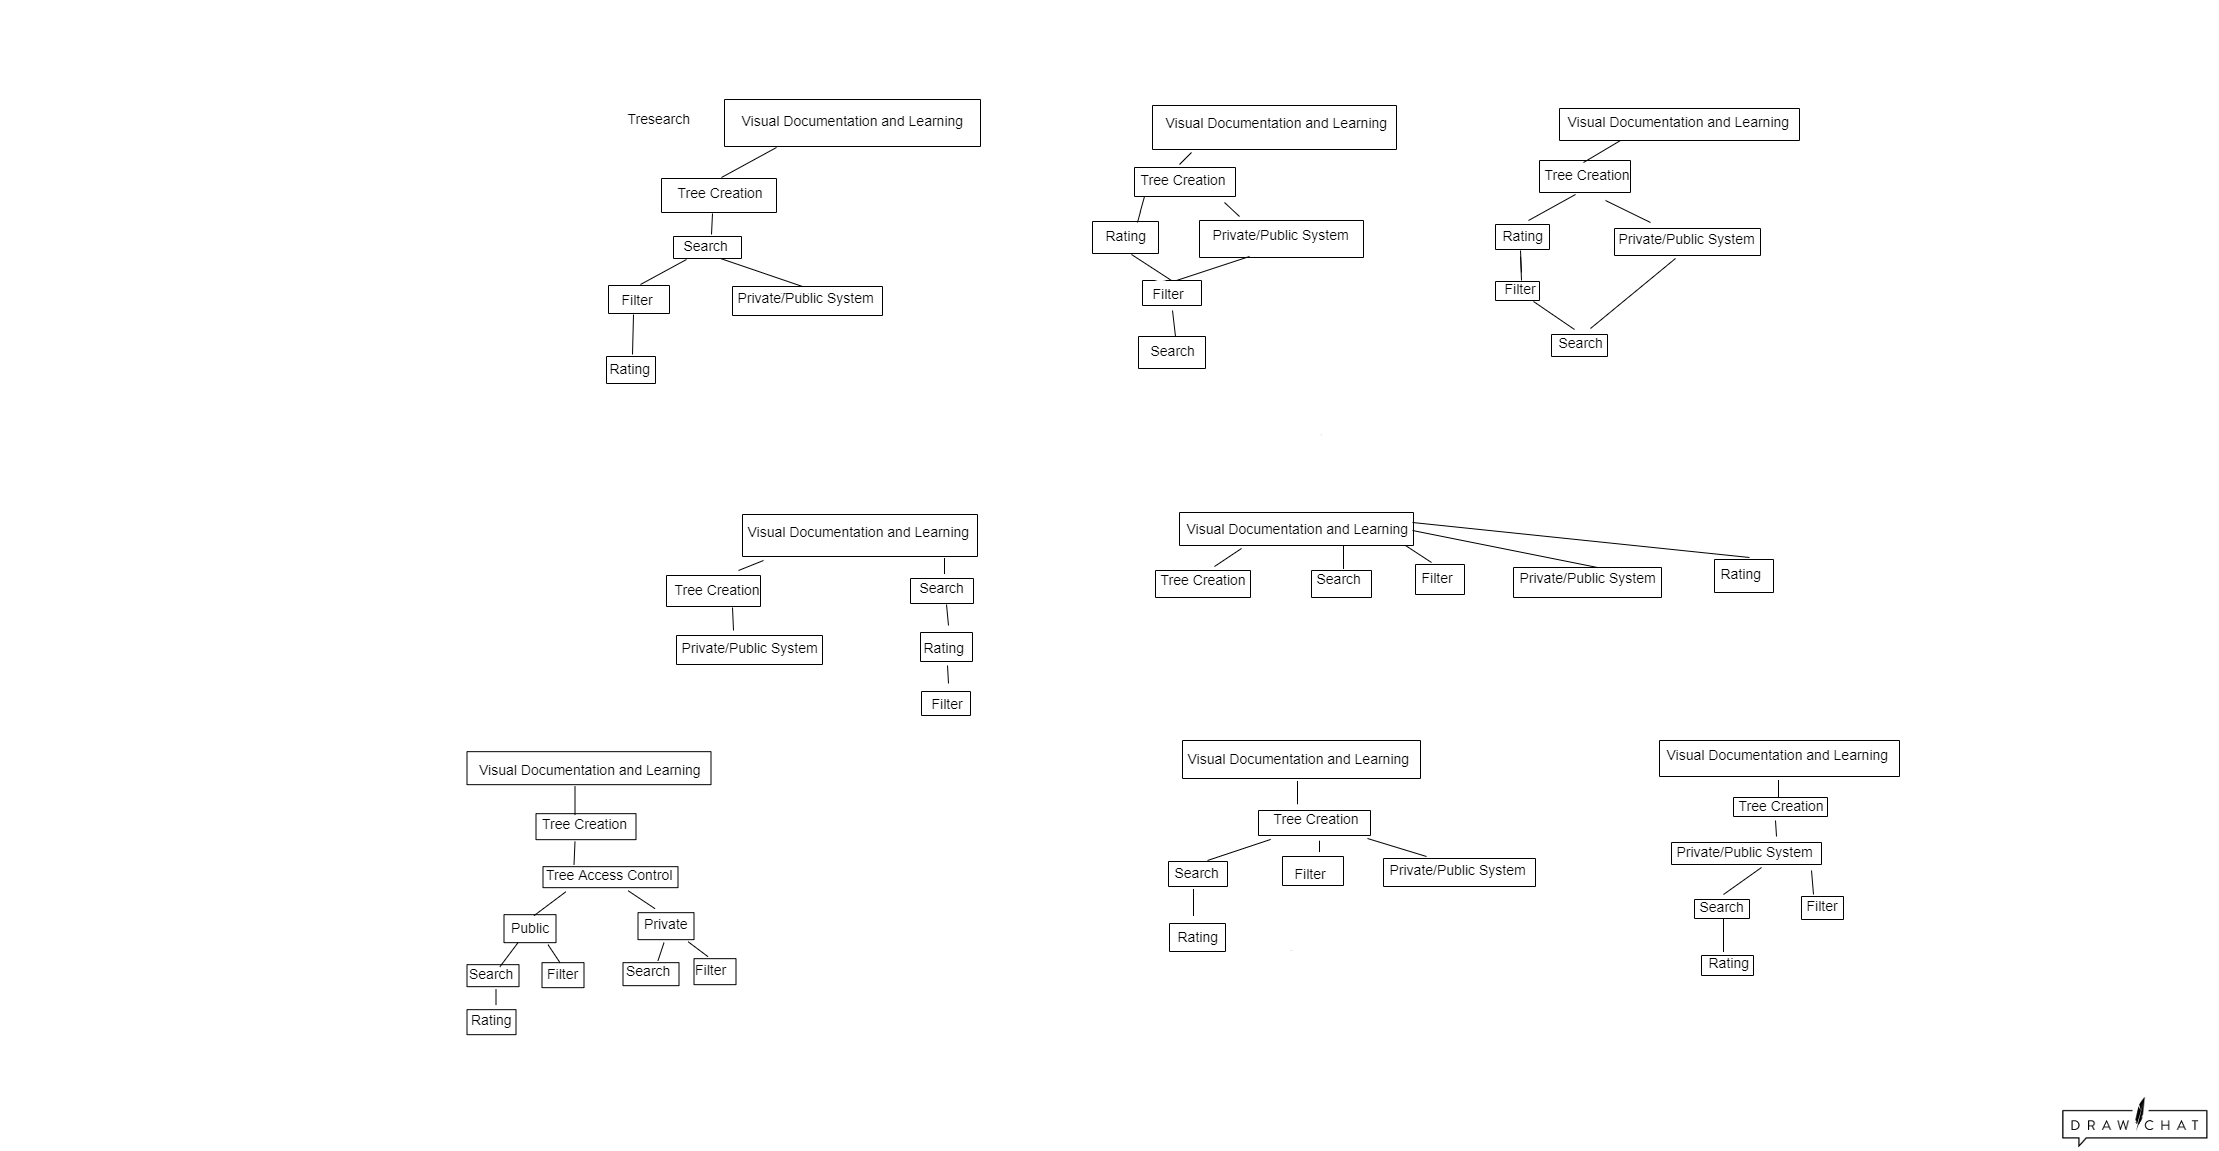 Tresearch
Visual Documentation and Learning
Tree Creation
Search
Filter
Private/Public System
Rating
Visual Documentation and Learning
Tree Creation
Rating
Private/Public System
Filter
Search
Visual Documentation and Learning
Tree Creation
Rating
Private/Public System
Filter
Search
Visual Documentation and Learning
Tree Creation
Search
Private/Public System
Rating
Filter
Visual Documentation and Learning
Tree Creation
Search
Filter
Private/Public System
Rating
Visual Documentation and Learning
Tree Creation
Tree Access Control
Public
Private
Search
Filter
Search
Filter
Rating
Visual Documentation and Learning
Tree Creation
Search
Filter
Private/Public System
Rating
Visual Documentation and Learning
Tree Creation
Private/Public System
Search
Filter
Rating
DRAW CHAT